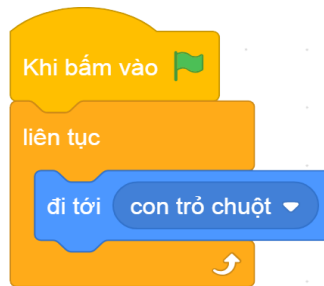 Khi bấm vào
liên tục
đi tới con trỏ chuột